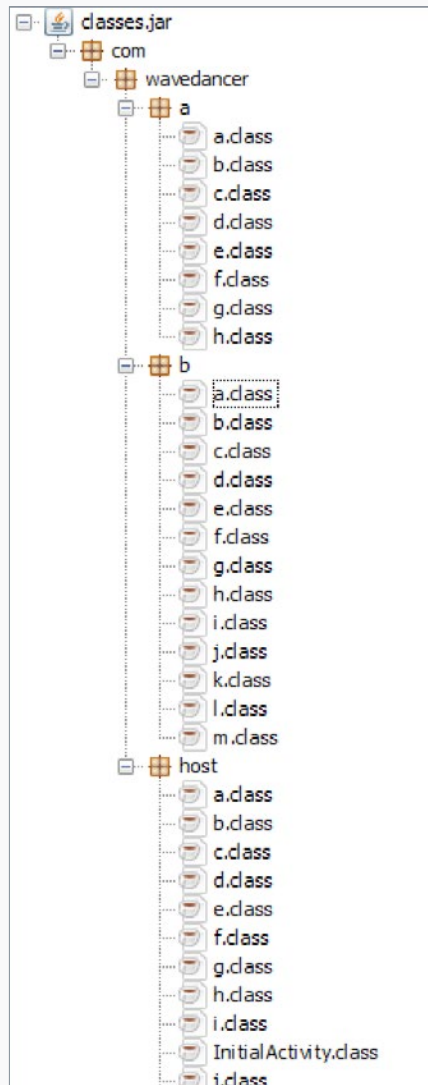 classes.jar
com
wavedancer
a
a.class
b.class
c.class
d.class
e.class
f.class
g.class
h.class
b
a.class
b.class
c.class
d.class
e.class
f.class
g.class
h.class
i.class
j.class
k.class
l.class
m.class
host
a.class
b.class
c.class
d.class
e.class
f.class
g.class
h.class
i.class
InitialActivity.class
j.class